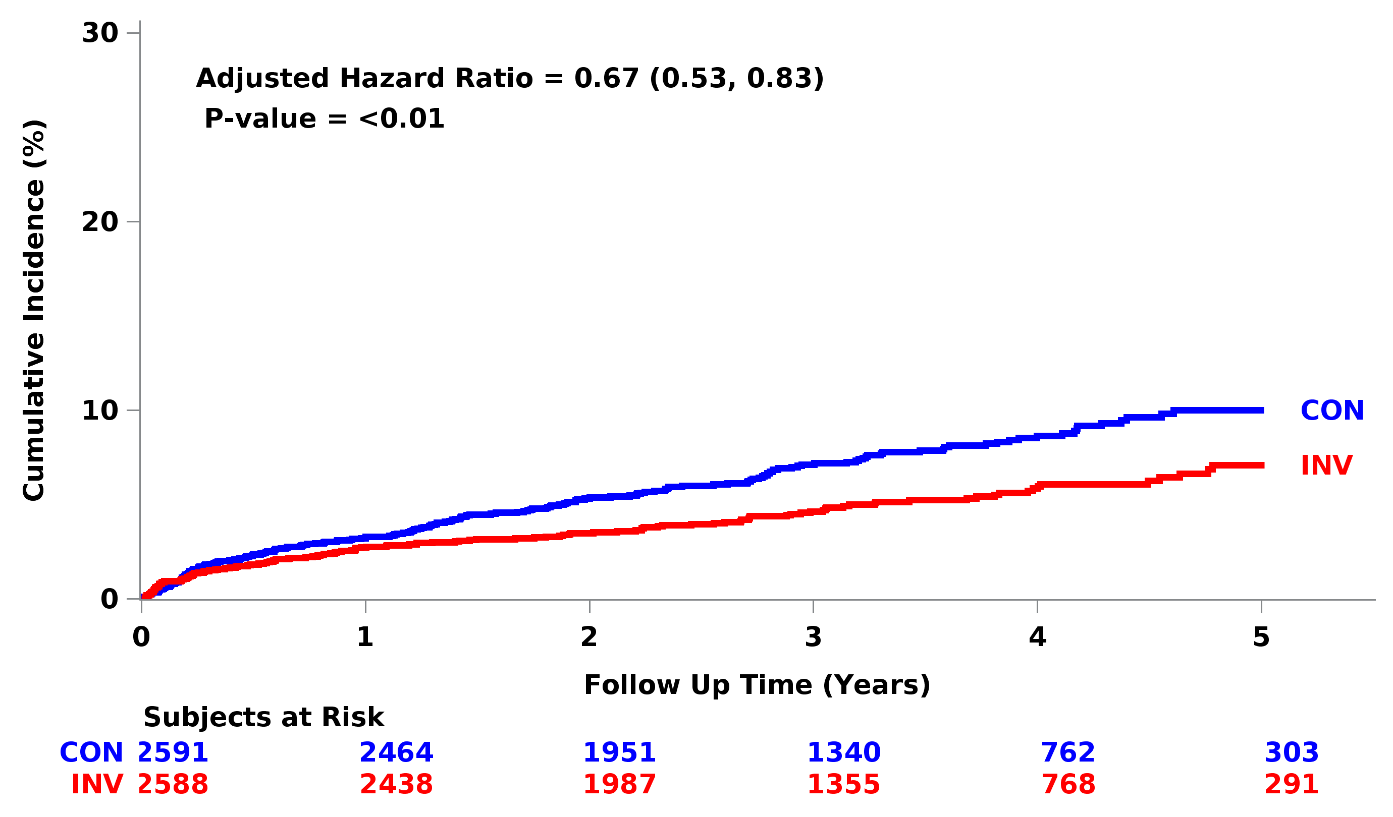 30
Adjusted Hazard Ratio = 0.67 (0.53, 0.83)
P-value = <0.01
Cumulative Incidence (%)
20
10
CON
INV
0
0 1 2 3 4 5
Follow Up Time (Years)
Subjects at Risk
CON 2591 2464 1951 1340 762 303
INV 2588 2438 1987 1355 768 291